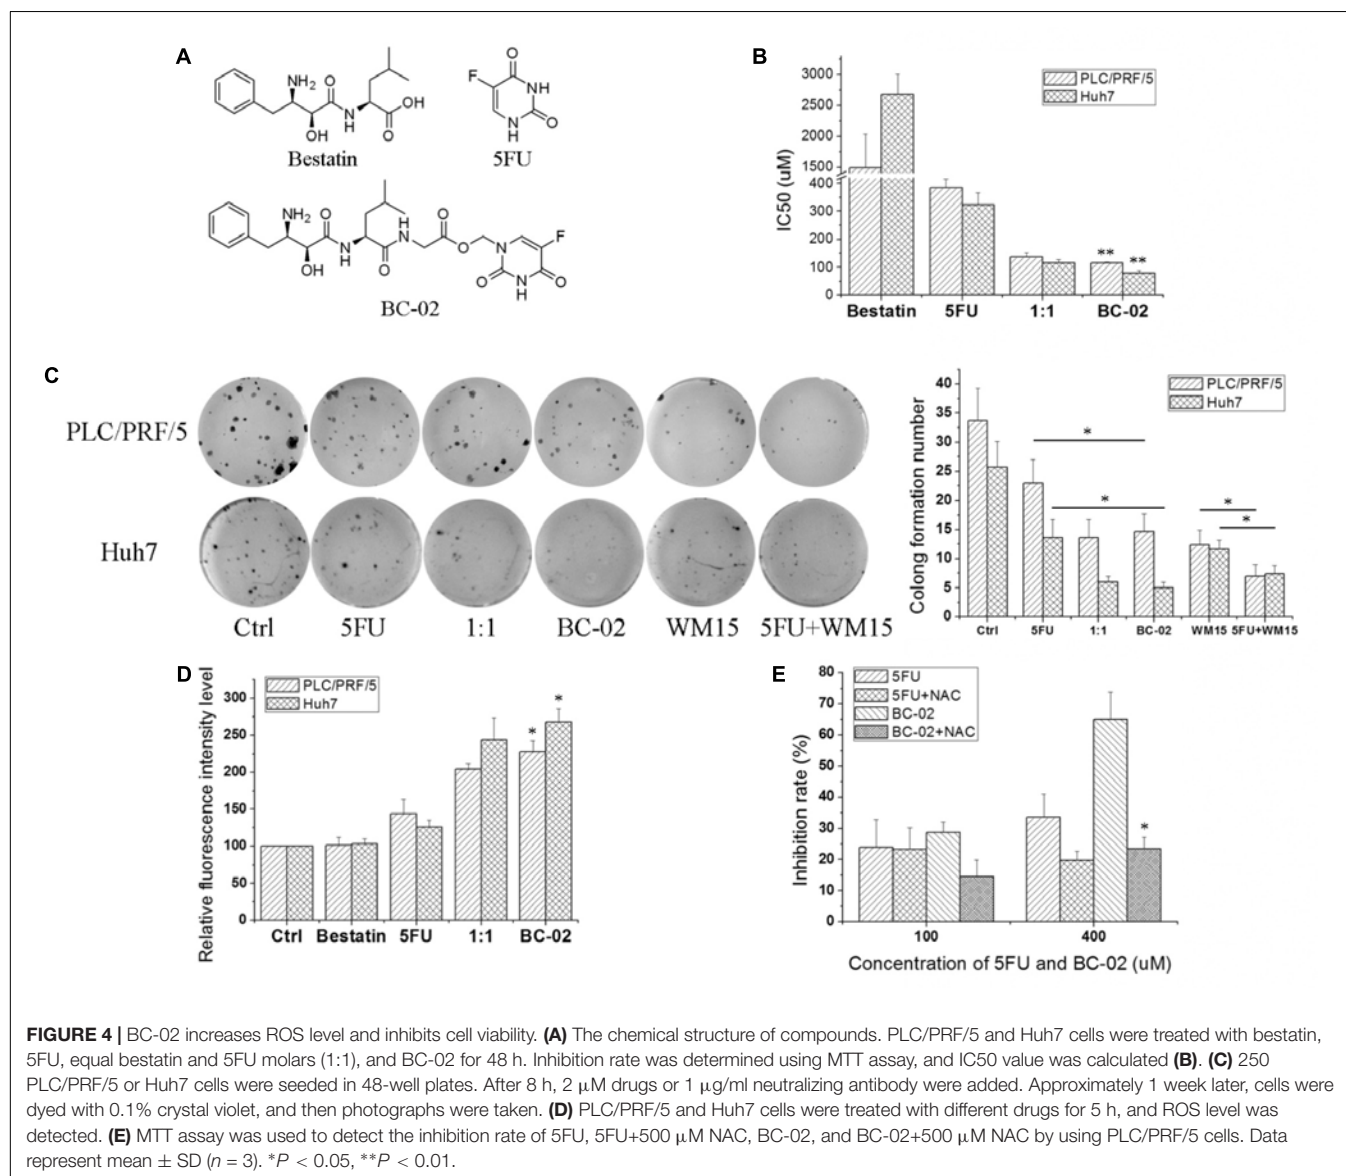 A
NH2
O
OH
N
H
OH
O
Bestatin
F
O
NH
N
H
O
5FU
NH2
O
OH
N
H
O
H
N
O
O
N
F
O
N
H
O
BC-02
B
IC50 (uM)
3000
2500
2000
1500
400
300
200
100
0
PLC/PRF/5
Huh7
** **
Bestatin 5FU 1:1 BC-02
C
PLC/PRF/5
Huh7
Ctrl 5FU 1:1 BC-02 WM15 5FU+WM15
Colong formation number
40
35
30
25
20
15
10
5
0
PLC/PRF/5
Huh7
*
*
*
*
Ctrl 5FU 1:1 BC-02 WM15 5FU+WM15
D
Relative fluorescence intensity level
300
250
200
150
100
50
0
PLC/PRF/5
Huh7
* *
Ctrl Bestatin 5FU 1:1 BC-02
E
Inhibition rate (%)
80
70
60
50
40
30
20
10
0
5FU
5FU+NAC
BC-02
BC-02+NAC
*
100 400
Concentration of 5FU and BC-02 (uM)
FIGURE 4 | BC-02 increases ROS level and inhibits cell viability. (A) The chemical structure of compounds. PLC/PRF/5 and Huh7 cells were treated with bestatin,
5FU, equal bestatin and 5FU molars (1:1), and BC-02 for 48 h. Inhibition rate was determined using MTT assay, and IC50 value was calculated (B). (C) 250
PLC/PRF/5 or Huh7 cells were seeded in 48-well plates. After 8 h, 2 μM drugs or 1 μg/ml neutralizing antibody were added. Approximately 1 week later, cells were
dyed with 0.1% crystal violet, and then photographs were taken. (D) PLC/PRF/5 and Huh7 cells were treated with different drugs for 5 h, and ROS level was
detected. (E) MTT assay was used to detect the inhibition rate of 5FU, 5FU+500 μM NAC, BC-02, and BC-02+500 μM NAC by using PLC/PRF/5 cells. Data
represent mean ± SD (n = 3). *P < 0.05, **P < 0.01.